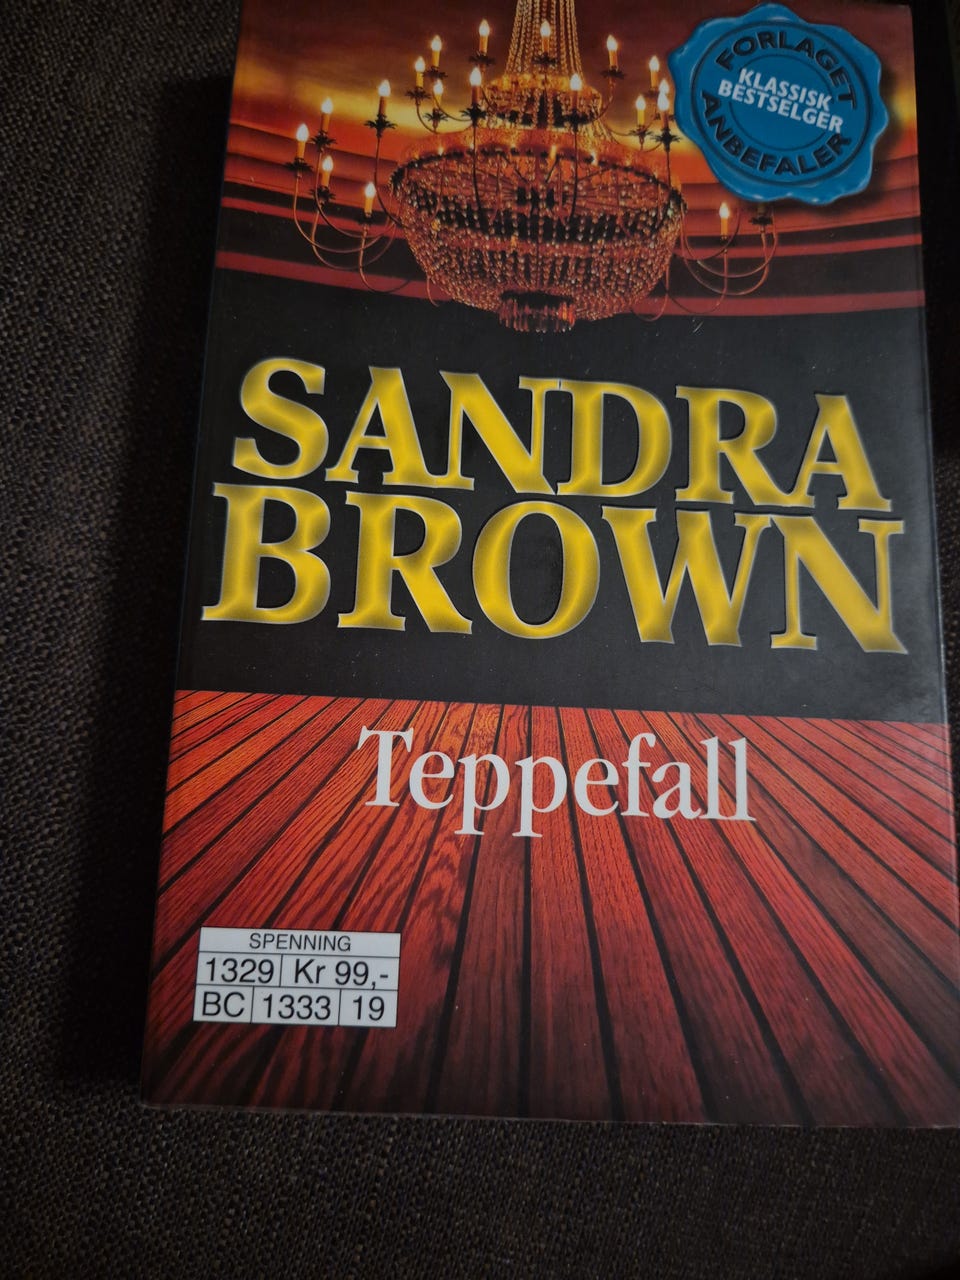 FORLAGET
KLASSISK
BESTSELGER
ANBEFALER
SANDRA
BROWN
Teppefall
SPENNING
1329 Kr 99,-
BC 1333 19